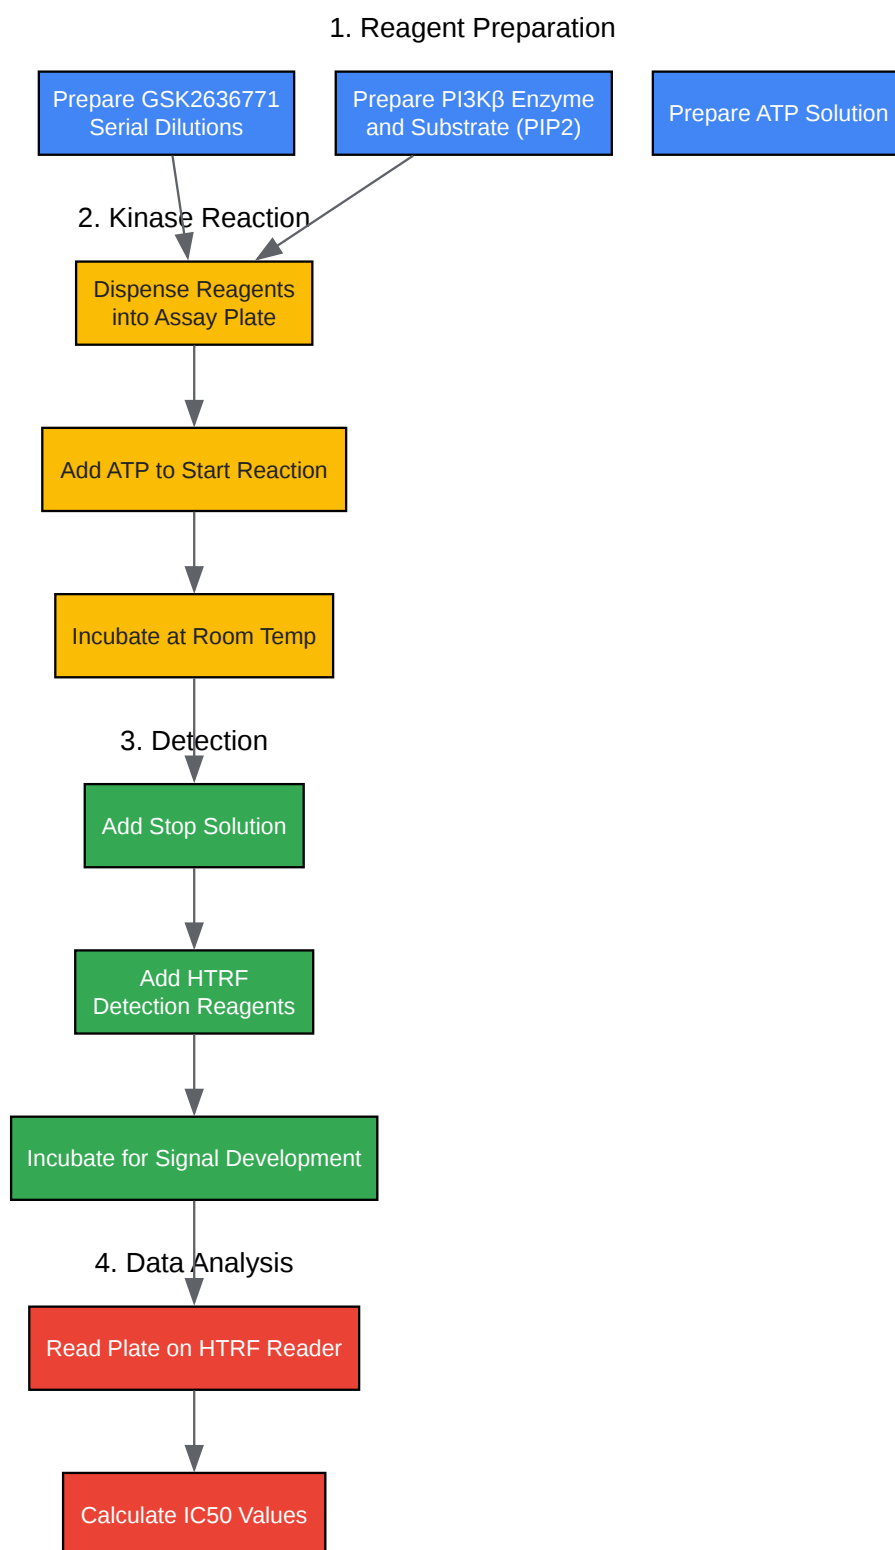 1. Reagent Preparation
Prepare GSK2636771
Serial Dilutions
Prepare PI3Kβ Enzyme
and Substrate (PIP2)
Prepare ATP Solution
2. Kinase Reaction
Dispense Reagents
into Assay Plate
Add ATP to Start Reaction
Incubate at Room Temp
3. Detection
Add Stop Solution
Add HTRF
Detection Reagents
Incubate for Signal Development
4. Data Analysis
Read Plate on HTRF Reader
Calculate IC50 Values